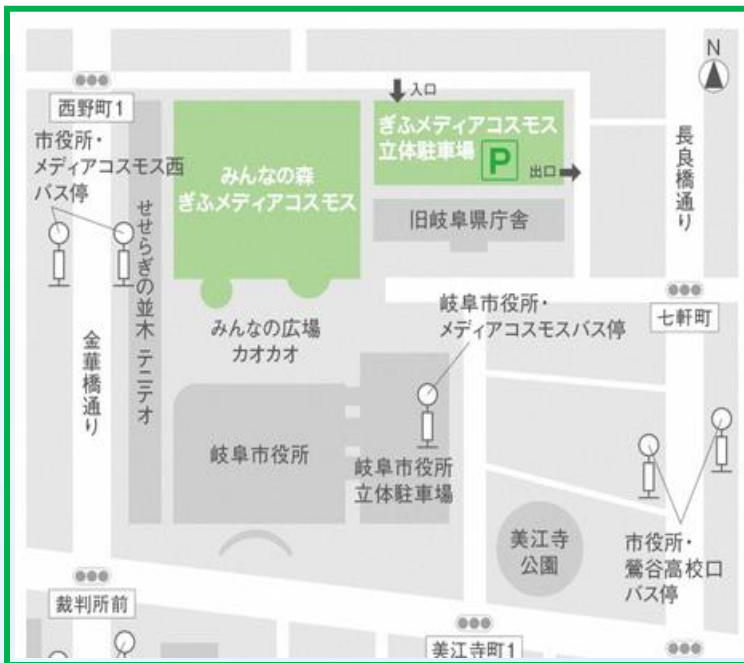 N
入口
西野町1
ぎふメディアコスモス
立体駐車場
P
出口
市役所・
メディアコスモス西
バス停
みんなの森
ぎふメディアコスモス
長良橋通り
せせらぎの並木 テニテオ
旧岐阜県庁舎
岐阜市役所・
メディアコスモスバス停
七軒町
みんなの広場
カオカオ
金華橋通り
岐阜市役所
岐阜市役所
立体駐車場
美江寺
公園
市役所・
鶯谷高校口
バス停
裁判所前
美江寺町1